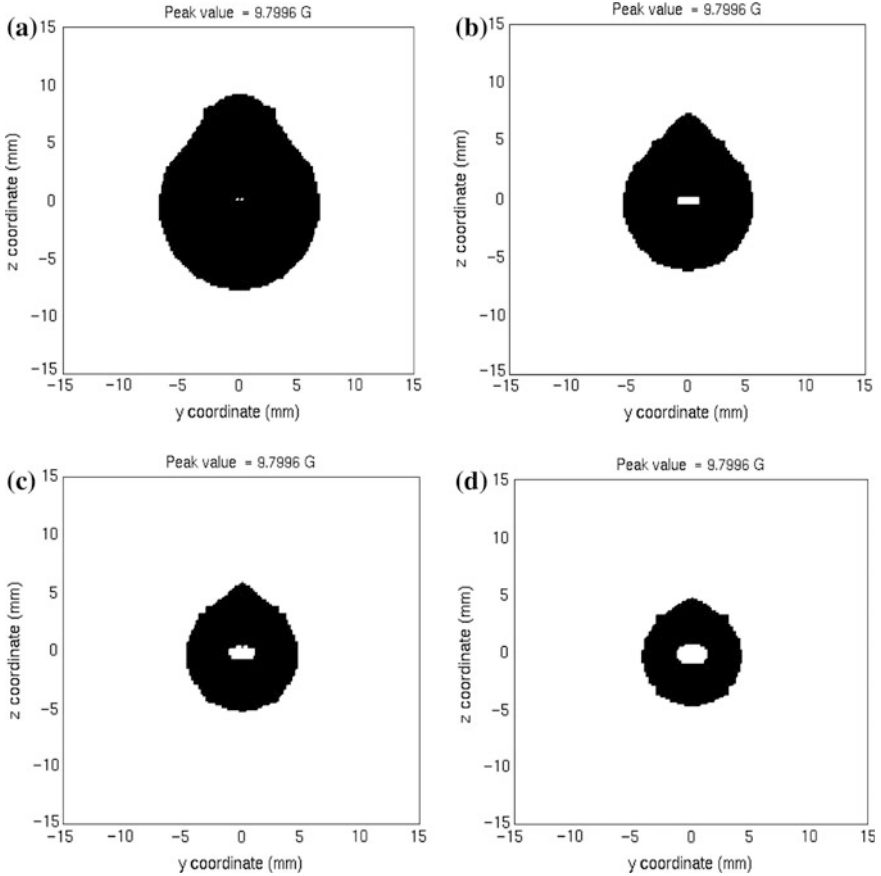 (a)
Peak value = 9.7996 G
15
10
5
0
−5
−10
−15
−15 −10 −5 0 5 10 15
z coordinate (mm)
y coordinate (mm)
(b)
Peak value = 9.7996 G
15
10
5
0
−5
−10
−15
−15 −10 −5 0 5 10 15
z coordinate (mm)
y coordinate (mm)
(c)
Peak value = 9.7996 G
15
10
5
0
−5
−10
−15
−15 −10 −5 0 5 10 15
z coordinate (mm)
y coordinate (mm)
(d)
Peak value = 9.7996 G
15
10
5
0
−5
−10
−15
−15 −10 −5 0 5 10 15
z coordinate (mm)
y coordinate (mm)